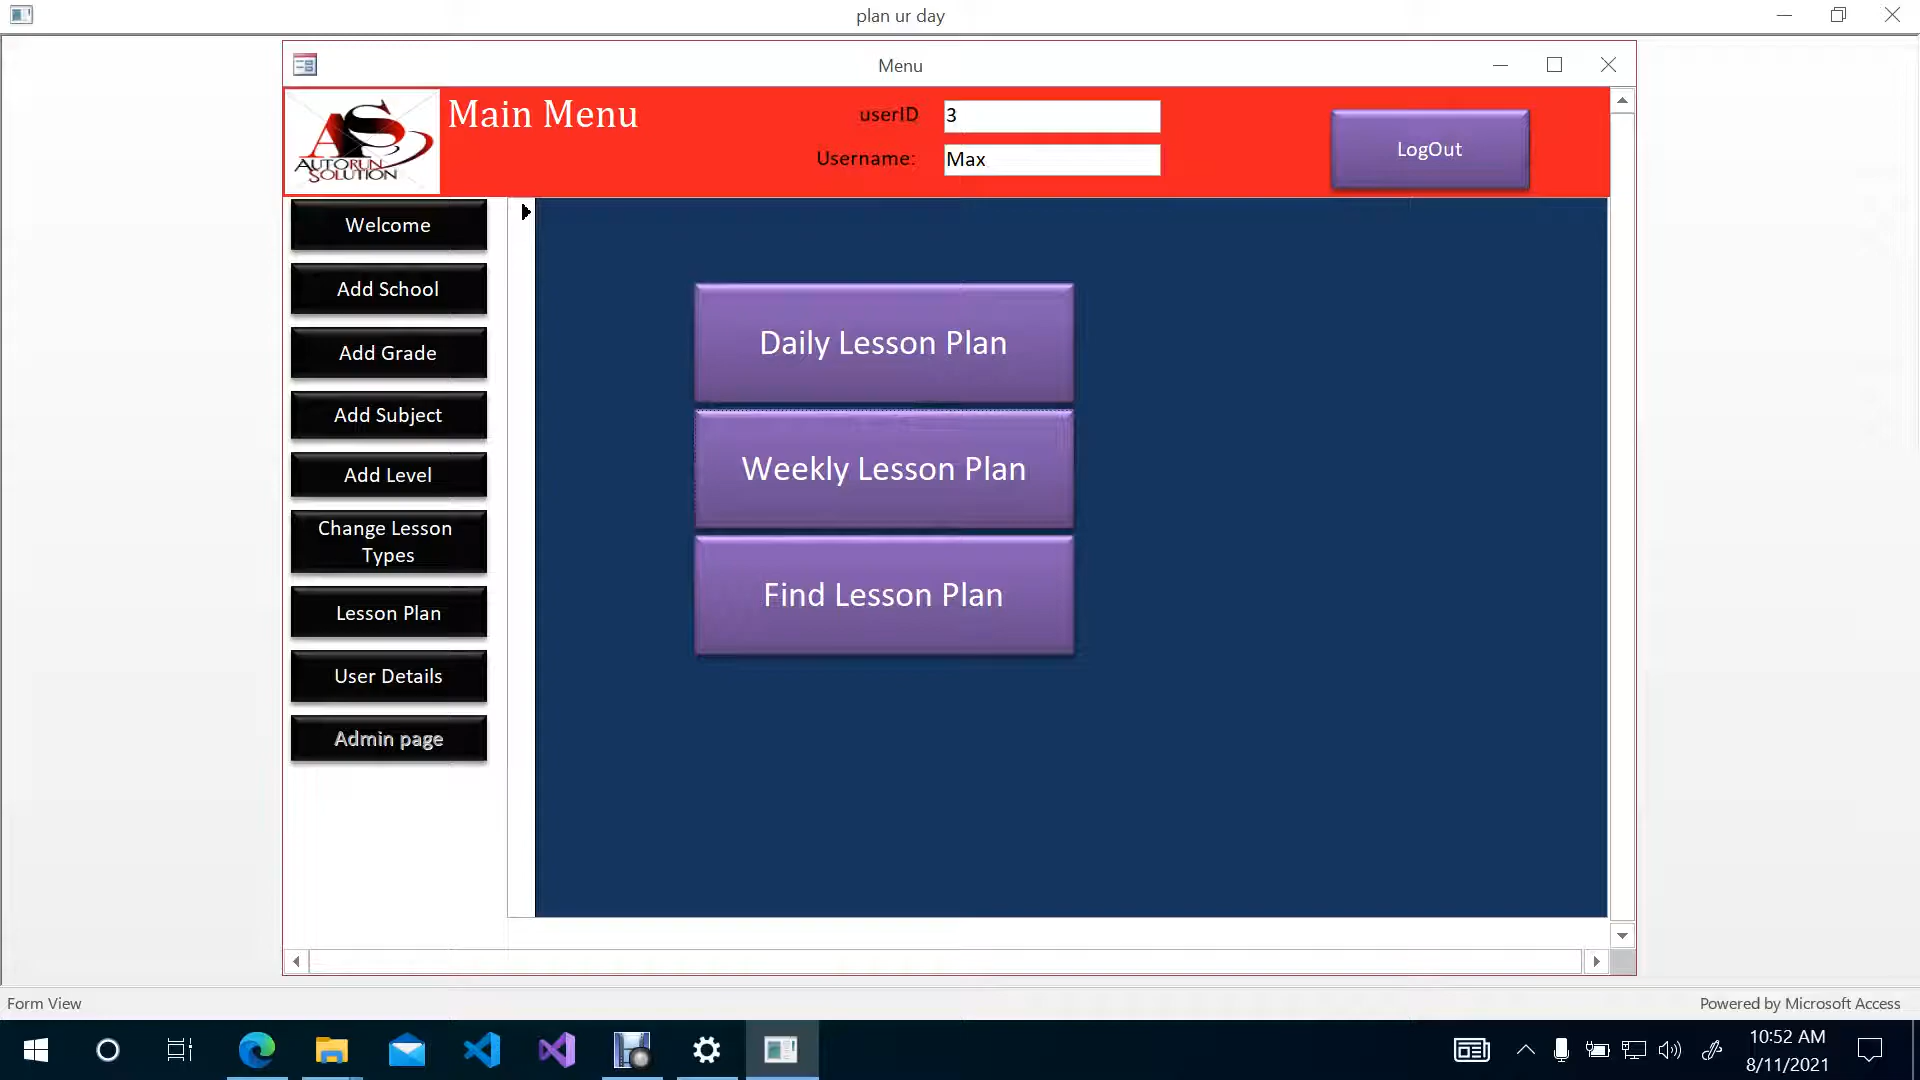 plan ur day
Menu
AS
AUTORUN
SOLUTION
Main Menu
userID 3
Username: Max
LogOut
Welcome
Add School
Add Grade
Add Subject
Add Level
Change Lesson
Types
Lesson Plan
User Details
Admin page
Daily Lesson Plan
Weekly Lesson Plan
Find Lesson Plan
Form View
Powered by Microsoft Access
10:52 AM
8/11/2021